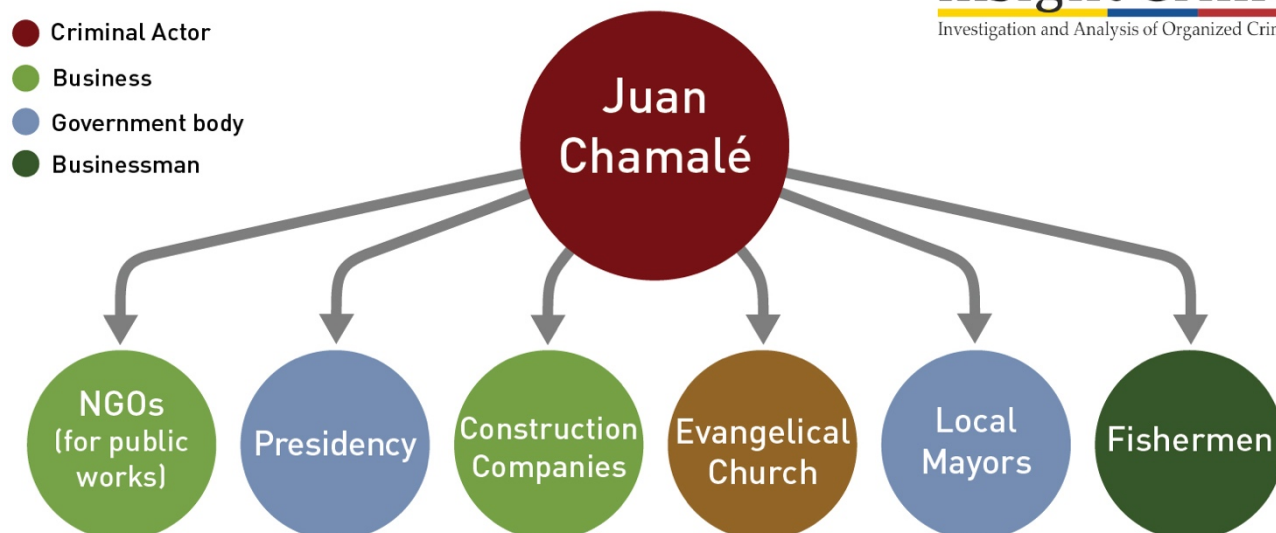 Investigation and Analysis of Organized
Criminal Actor
Business
Government body
Businessman
Juan
Chamalé
NGOs
(for public
works)
Presidency
Construction
Companies
Evangelical
Church
Local
Mayors
Fishermen